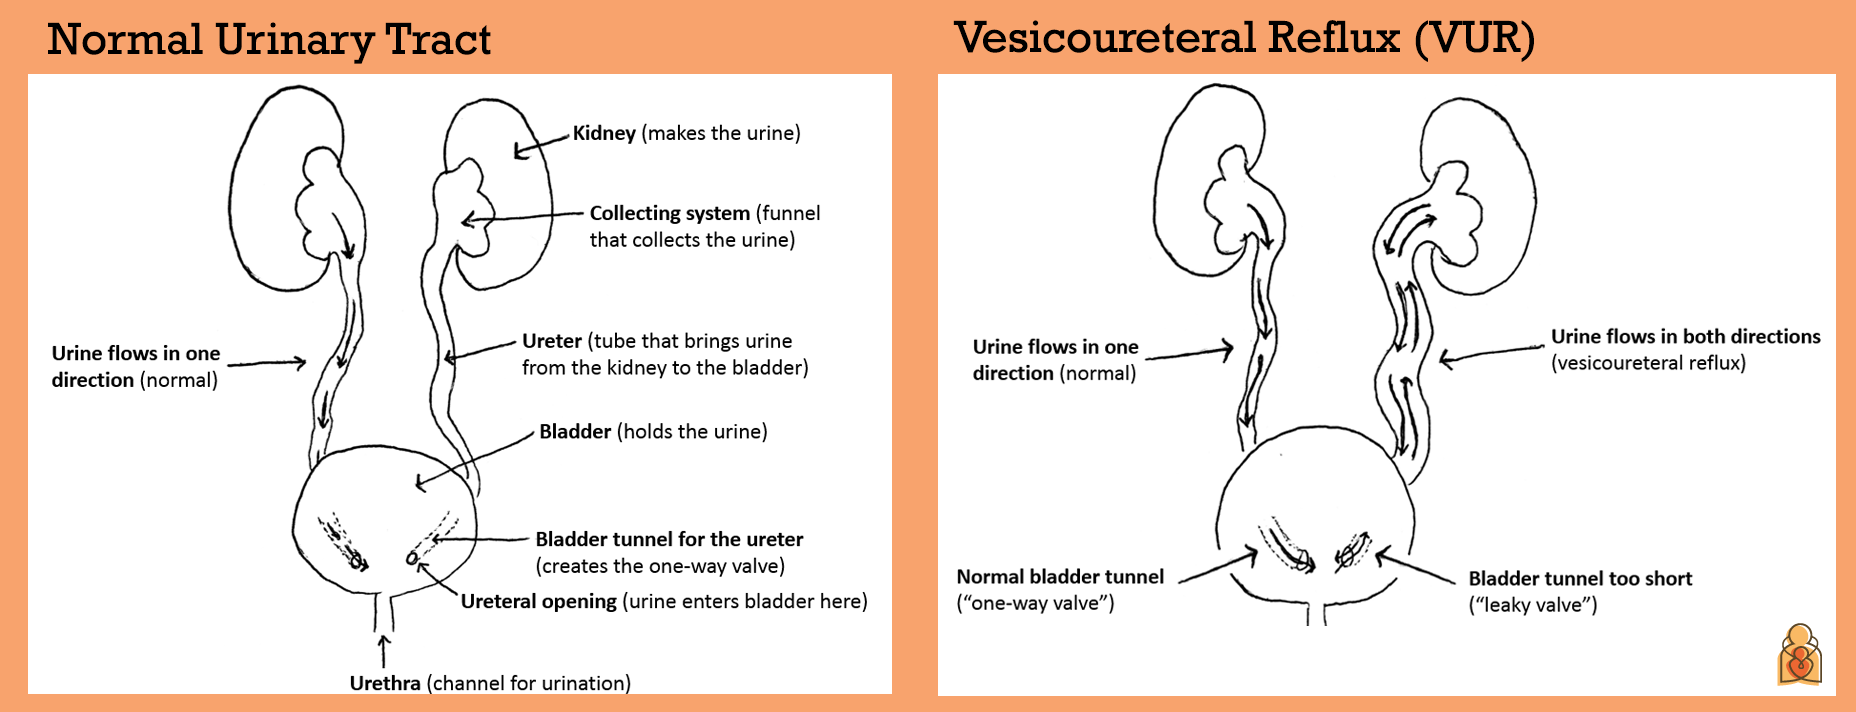 Normal Urinary Tract
Kidney (makes the urine)
Collecting system (funnel
that collects the urine)
Urine flows in one
direction (normal)
Ureter (tube that brings urine
from the kidney to the bladder)
Bladder (holds the urine)
Bladder tunnel for the ureter
(creates the one-way valve)
Ureteral opening (urine enters bladder here)
Urethra (channel for urination)
Vesicoureteral Reflux (VUR)
Urine flows in one
direction (normal)
Urine flows in both directions
(vesicoureteral reflux)
Normal bladder tunnel
(“one-way valve”)
Bladder tunnel too short
(“leaky valve”)